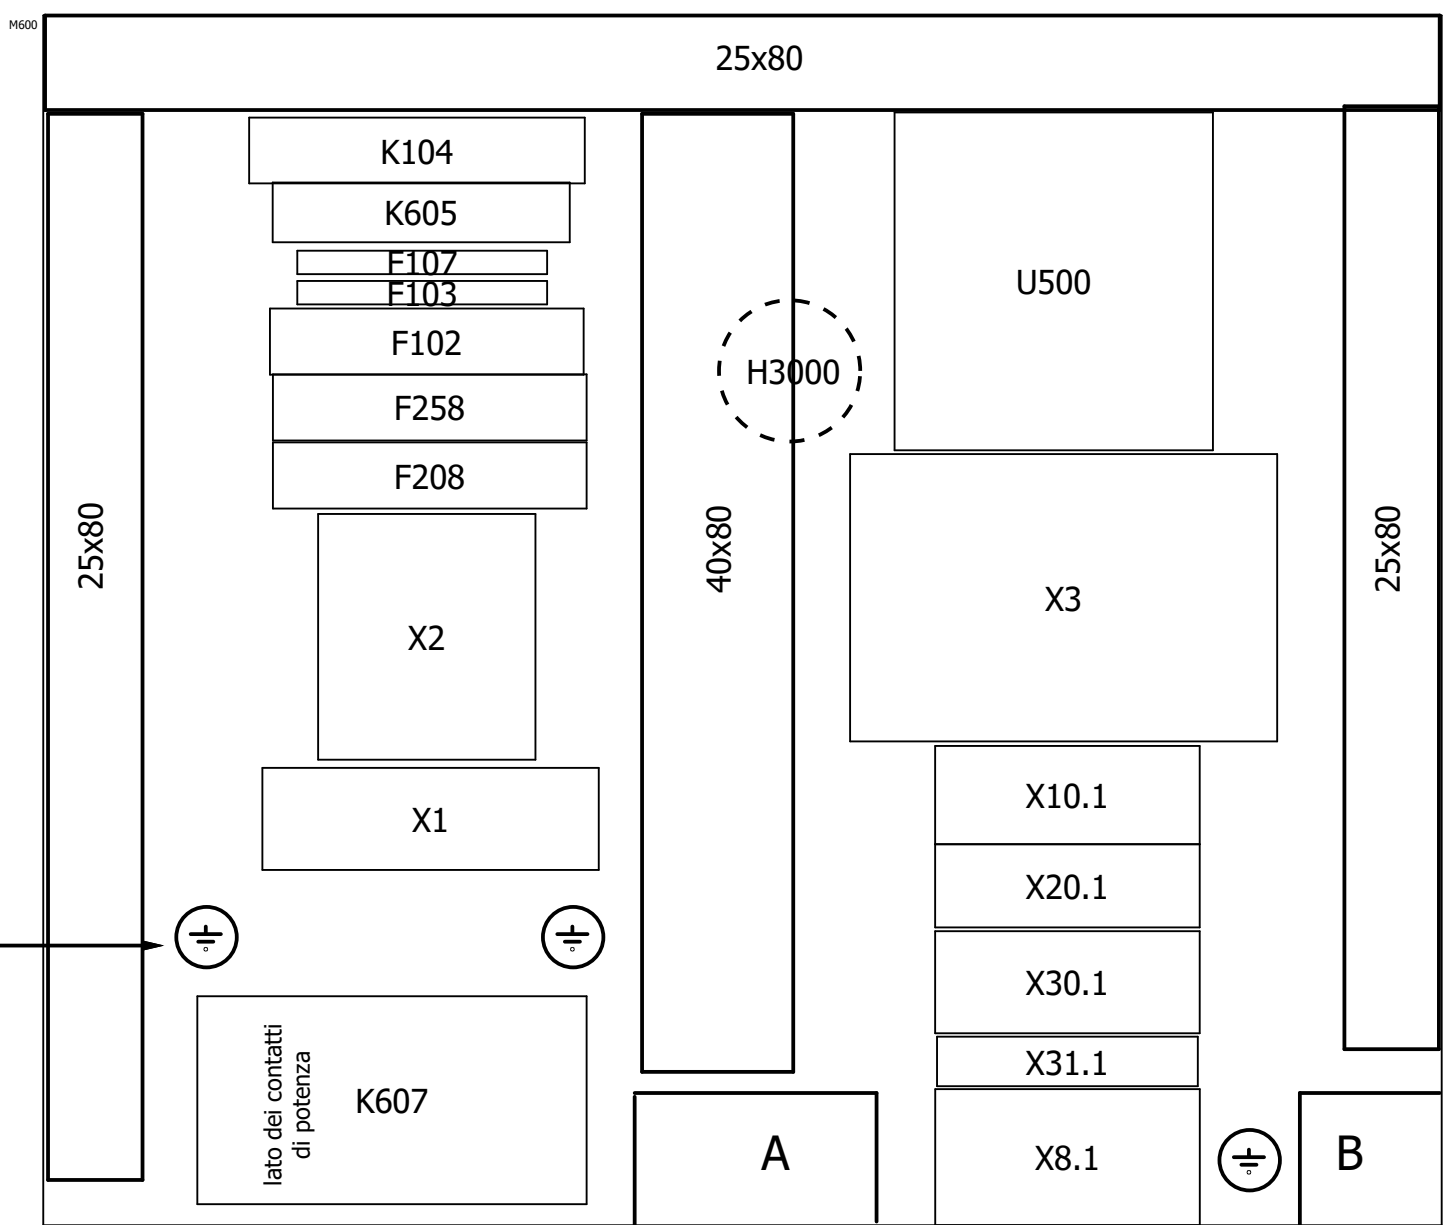 M600
25x80
K104
K605
F107
F103
F102
F258
F208
X2
X1
25x80
lato dei contatti
di potenza
K607
40x80
H3000
U500
X3
X10.1
X20.1
X30.1
X31.1
X8.1
25x80
A
B